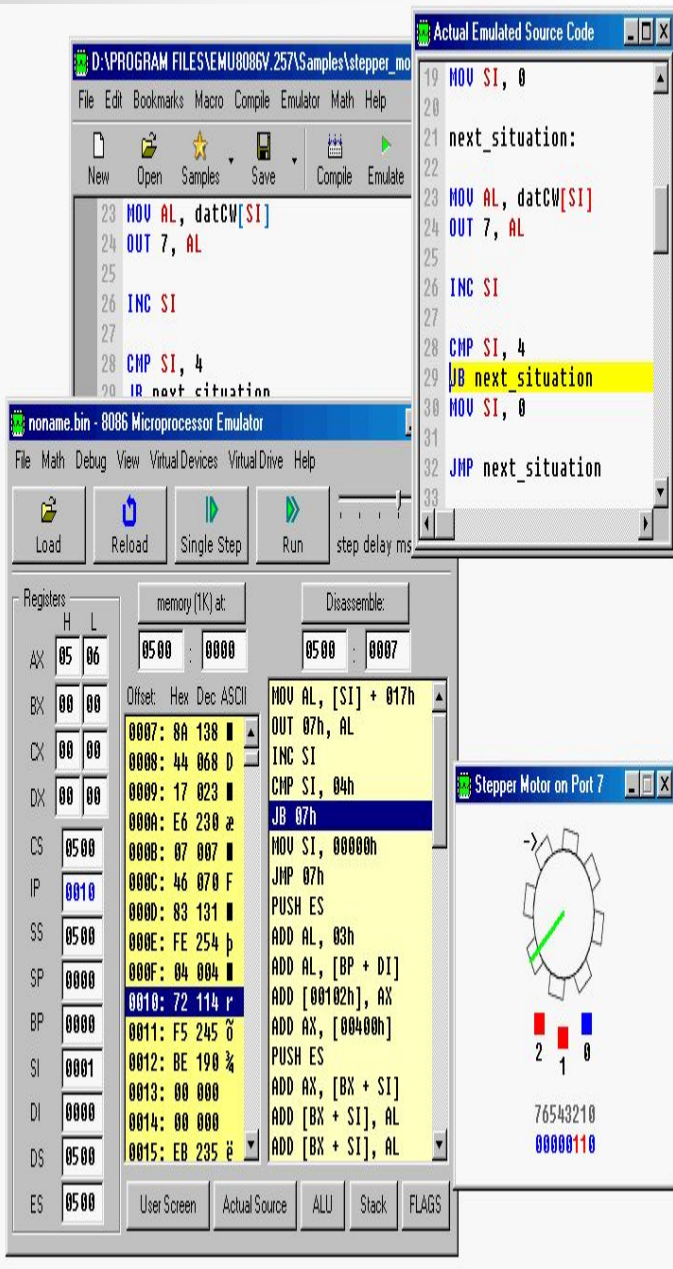 D:\PROGRAM FILES\EMU8086V.257\Samples\stepper_mo
File Edit Bookmarks Macro Compile Emulator Math Help
New Open Samples Save Compile Emulate
23 MOV AL, datCW[SI]
24 OUT 7, AL
25
26 INC SI
27
28 CMP SI, 4
29 JB next_situation
Actual Emulated Source Code
19 MOV SI, 0
20
21 next_situation:
22
23 MOV AL, datCW[SI]
24 OUT 7, AL
25
26 INC SI
27
28 CMP SI, 4
29 JB next_situation
30 MOV SI, 0
31
32 JMP next_situation
33
noname.bin - 8086 Microprocessor Emulator
File Math Debug View Virtual Devices Virtual Drive Help
Load Reload Single Step Run step delay ms
Registers
H L
AX 05 06
BX 00 00
CX 00 00
DX 00 00
CS 0500
IP 0010
SS 0500
SP 0000
BP 0000
SI 0001
DI 0000
DS 0500
ES 0500
memory (1K) at:
0500 : 0000
Offset: Hex Dec ASCII
0007: 8A 138
0008: 44 068 D
0009: 17 023
000A: E6 230 æ
000B: 07 007
000C: 46 070 F
000D: 83 131
000E: FE 254 þ
000F: 04 004
0010: 72 114 r
0011: F5 245 õ
0012: BE 190 ¾
0013: 00 000
0014: 00 000
0015: EB 235 ë
Disassemble:
0500 : 0007
MOV AL, [SI] + 017h
OUT 07h, AL
INC SI
CMP SI, 04h
JB 07h
MOV SI, 00000h
JMP 07h
PUSH ES
ADD AL, 03h
ADD AL, [BP + DI]
ADD [00102h], AX
ADD AX, [00400h]
PUSH ES
ADD AX, [BX + SI]
ADD [BX + SI], AL
ADD [BX + SI], AL
User Screen Actual Source ALU Stack FLAGS
Stepper Motor on Port 7
->
2 1 0
76543210
00000110